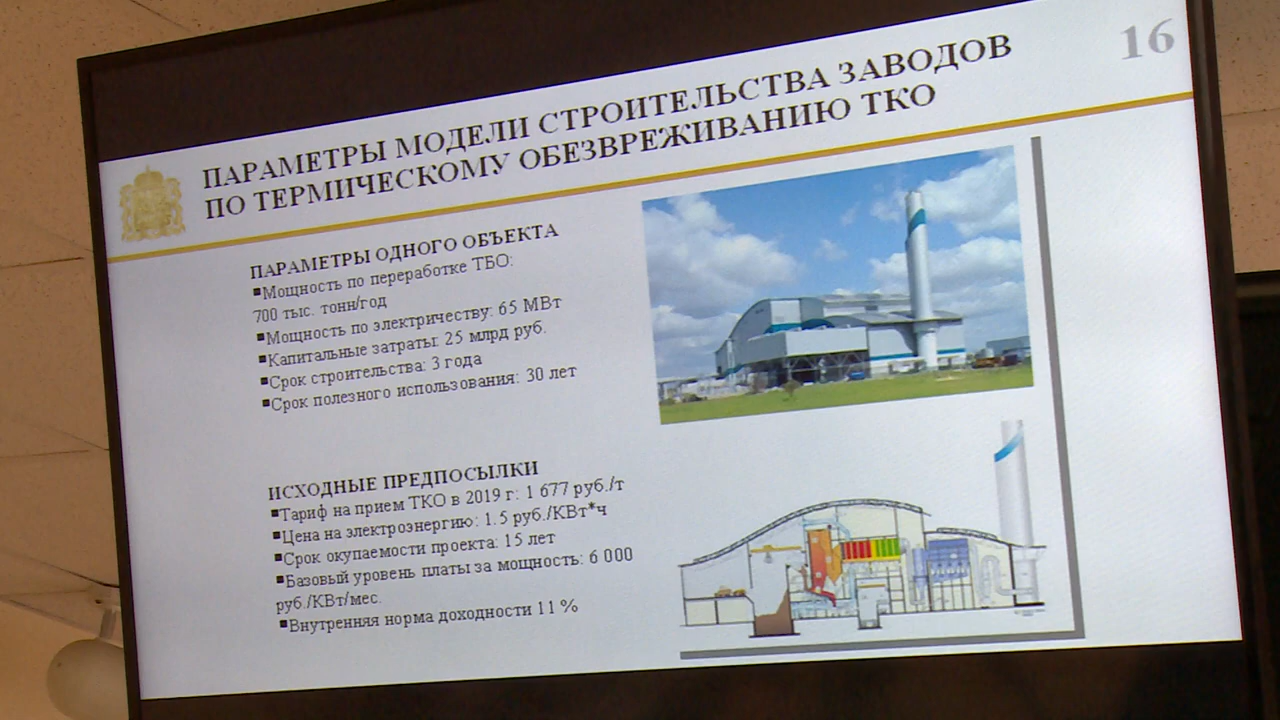 16
ПАРАМЕТРЫ МОДЕЛИ СТРОИТЕЛЬСТВА ЗАВОДОВ
ПО ТЕРМИЧЕСКОМУ ОБЕЗВРЕЖИВАНИЮ ТКО
ПАРАМЕТРЫ ОДНОГО ОБЪЕКТА
▪Мощность по переработке ТБО:
700 тыс. тонн/год
▪Мощность по электричеству: 65 МВт
▪Капитальные затраты: 25 млрд руб.
▪Срок строительства: 3 года
▪Срок полезного использования: 30 лет
ИСХОДНЫЕ ПРЕДПОСЫЛКИ
▪Тариф на прием ТКО в 2019 г: 1 677 руб./т
▪Цена на электроэнергию: 1.5 руб./КВт*ч
▪Срок окупаемости проекта: 15 лет
▪Базовый уровень платы за мощность: 6 000
руб./КВт/мес.
▪Внутренняя норма доходности 11 %